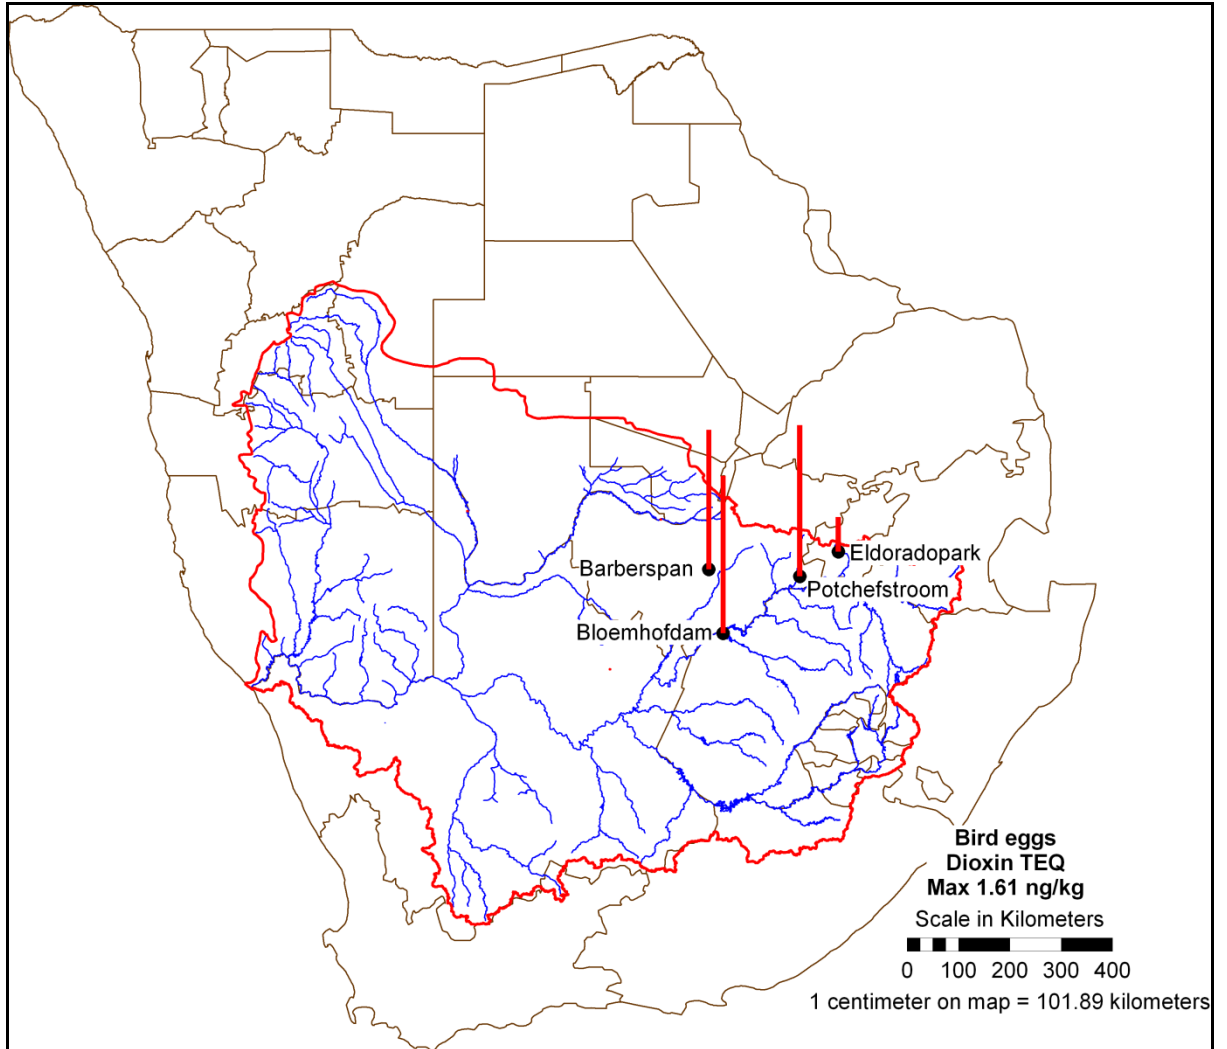 Eldoradopark
Barberspan
Potchefstroom
Bloemhofdam
Bird eggs
Dioxin TEQ
Max 1.61 ng/kg
Scale in Kilometers
0 100 200 300 400
1 centimeter on map = 101.89 kilometers